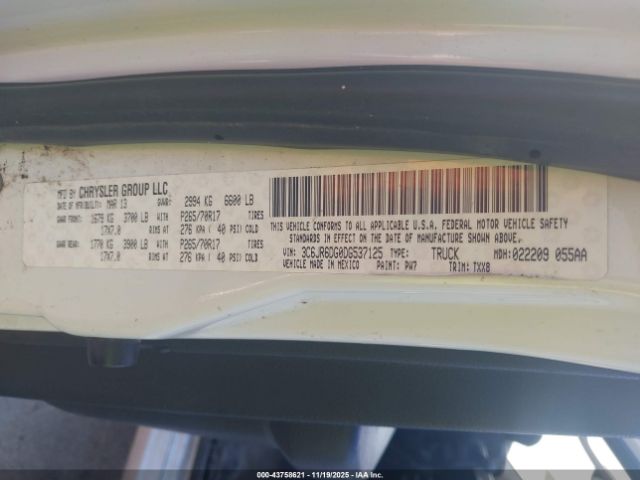 MFD BY CHRYSLER GROUP LLC
DATE OF MFR MAR 13 GAWR: 2994 KG 6600 LB
GAWR FRONT: 1679 KG 3700 LB WITH P265/70R17 TIRES
17X7.0 RIMS AT 276 KPA ( 40 PSI) COLD
GAWR REAR: 1770 KG 3900 LB WITH P265/70R17 TIRES
17X7.0 RIMS AT 276 KPA ( 40 PSI) COLD
THIS VEHICLE CONFORMS TO ALL APPLICABLE U.S.A. FEDERAL MOTOR VEHICLE SAFETY
STANDARDS IN EFFECT ON THE DATE OF MANUFACTURE SHOWN ABOVE.
VIN: 3C6JR6DG0DG537125 TYPE: TRUCK MDH: 022209 055AA
VEHICLE MADE IN MEXICO PAINT: PW7 TRIM: TXX8
000-43758621 - 11/19/2025 - IAAI.COM